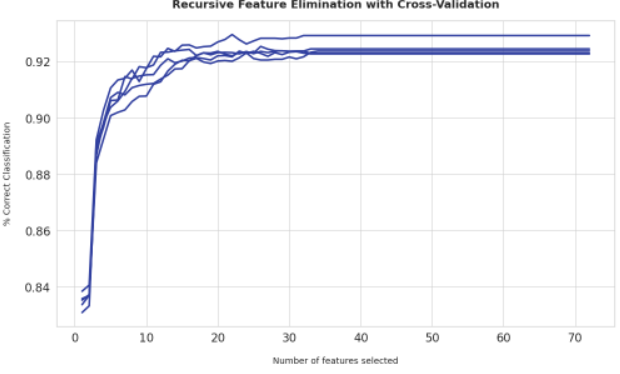 Recursive Feature Elimination with Cross-Validation
0.92
0.90
0.88
0.86
0.84
% Correct Classification
0 10 20 30 40 50 60 70
Number of features selected